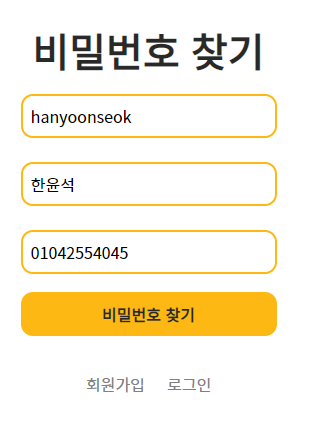 비밀번호 찾기
hanyoonseok
한윤석
01042554045
비밀번호 찾기
회원가입 로그인